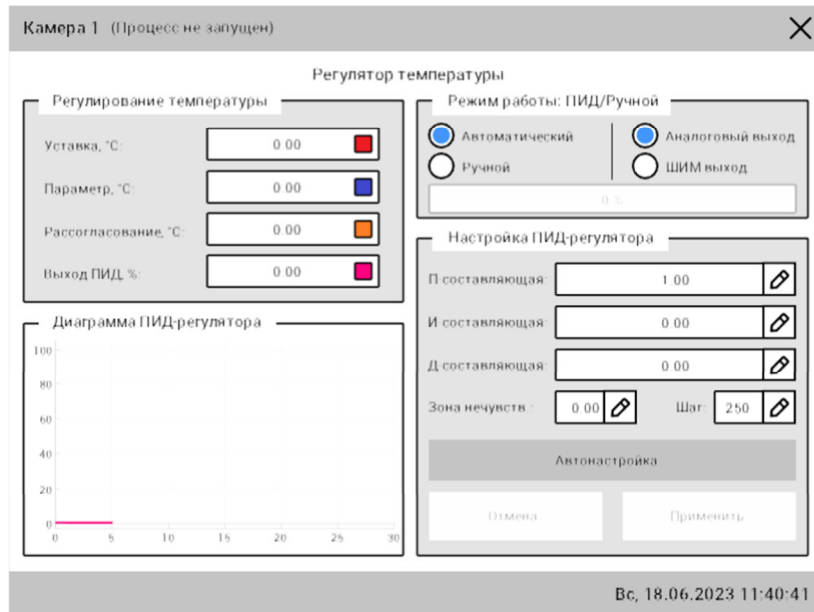 Камера 1 (Процесс не запущен)
Регулятор температуры
Регулирование температуры
Уставка, °C: 0.00
Параметр, °C: 0.00
Рассогласование, °C: 0.00
Выход ПИД, %: 0.00
Диаграмма ПИД-регулятора
100
80
60
40
20
0
0 5 10 15 20 25 30
Режим работы: ПИД/Ручной
Автоматический Аналоговый выход
Ручной ШИМ выход
0 %
Настройка ПИД-регулятора
П составляющая: 1.00
И составляющая: 0.00
Д составляющая: 0.00
Зона нечувств.: 0.00 Шаг: 250
Автонастройка
Отмена Применить
Вс, 18.06.2023 11:40:41